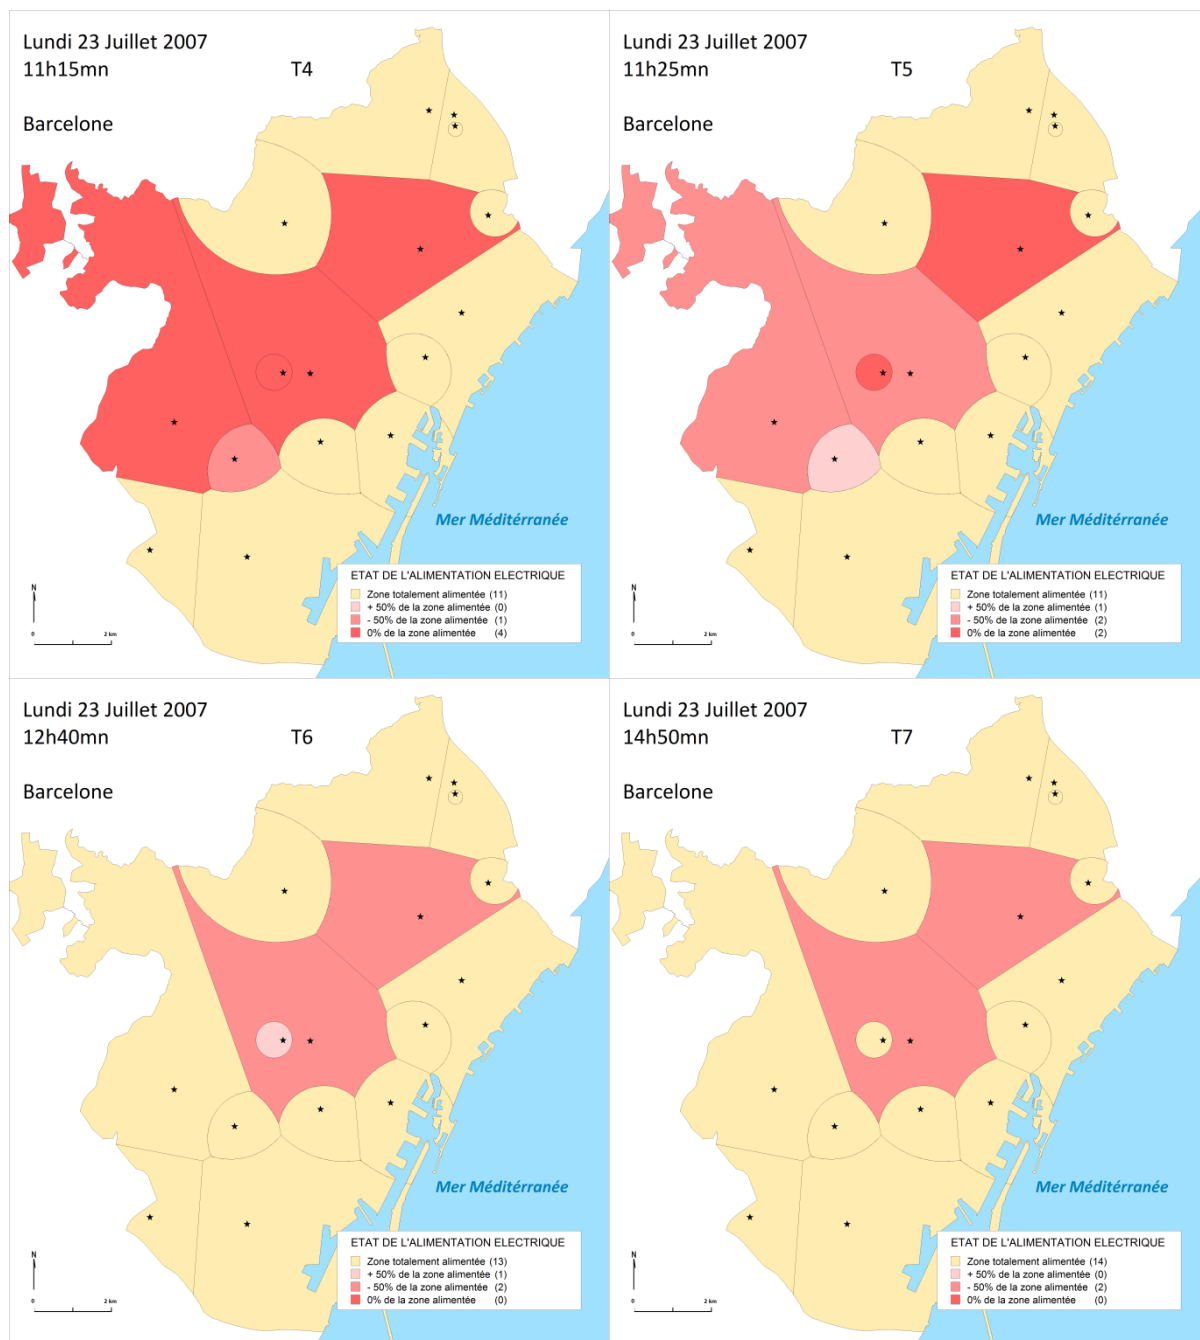 Lundi 23 Juillet 2007
11h15mn T4
Barcelone
Mer Méditérranée
ETAT DE L'ALIMENTATION ELECTRIQUE
Zone totalement alimentée (11)
+ 50% de la zone alimentée (0)
- 50% de la zone alimentée (1)
0% de la zone alimentée (4)
N
0 2 km
Lundi 23 Juillet 2007
11h25mn T5
Barcelone
Mer Méditérranée
ETAT DE L'ALIMENTATION ELECTRIQUE
Zone totalement alimentée (11)
+ 50% de la zone alimentée (1)
- 50% de la zone alimentée (2)
0% de la zone alimentée (2)
N
0 2 km
Lundi 23 Juillet 2007
12h40mn T6
Barcelone
Mer Méditérranée
ETAT DE L'ALIMENTATION ELECTRIQUE
Zone totalement alimentée (13)
+ 50% de la zone alimentée (1)
- 50% de la zone alimentée (2)
0% de la zone alimentée (0)
N
0 2 km
Lundi 23 Juillet 2007
14h50mn T7
Barcelone
Mer Méditérranée
ETAT DE L'ALIMENTATION ELECTRIQUE
Zone totalement alimentée (14)
+ 50% de la zone alimentée (0)
- 50% de la zone alimentée (2)
0% de la zone alimentée (0)
N
0 2 km